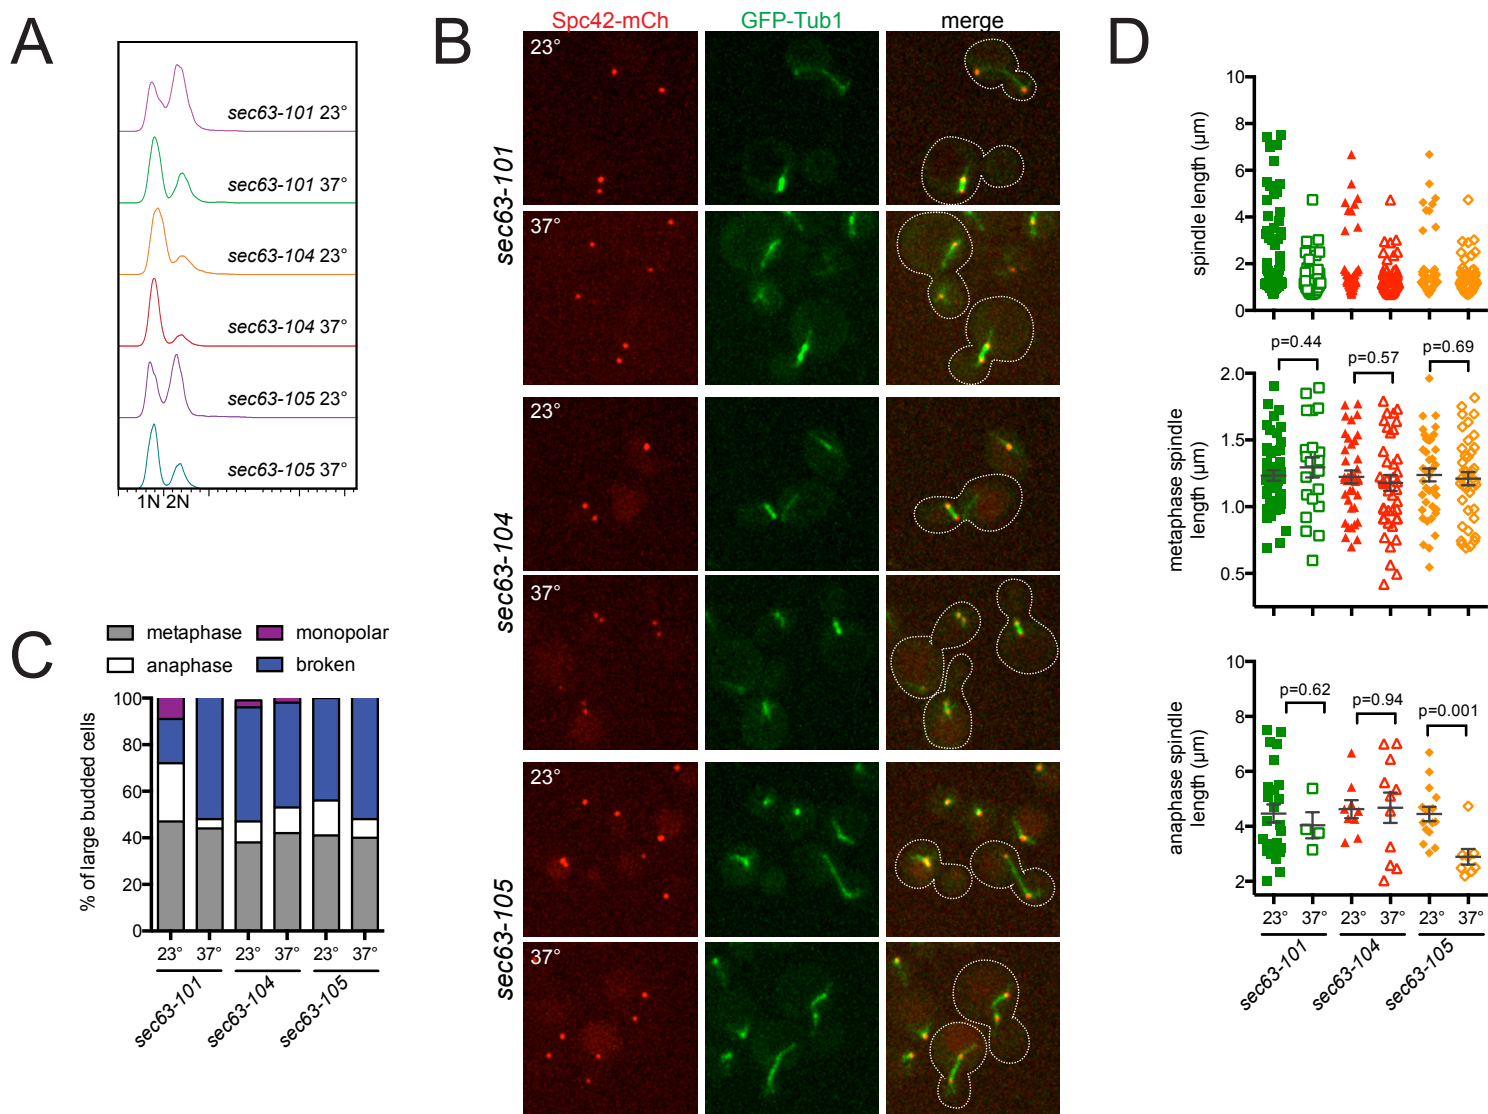 A
sec63-101 23°
sec63-101 37°
sec63-104 23°
sec63-104 37°
sec63-105 23°
sec63-105 37°
1N 2N
B
Spc42-mCh
GFP-Tub1
merge
sec63-101
23°
37°
sec63-104
23°
37°
sec63-105
23°
37°
C
metaphase
monopolar
anaphase
broken
% of large budded cells
100
80
60
40
20
0
23°
37°
23°
37°
23°
37°
sec63-101
sec63-104
sec63-105
D
spindle length (µm)
10
8
6
4
2
0
metaphase spindle
length (µm)
2.0
1.5
1.0
0.5
p=0.44
p=0.57
p=0.69
anaphase spindle
length (µm)
10
8
6
4
2
p=0.62
p=0.94
p=0.001
23°
37°
23°
37°
23°
37°
sec63-101
sec63-104
sec63-105